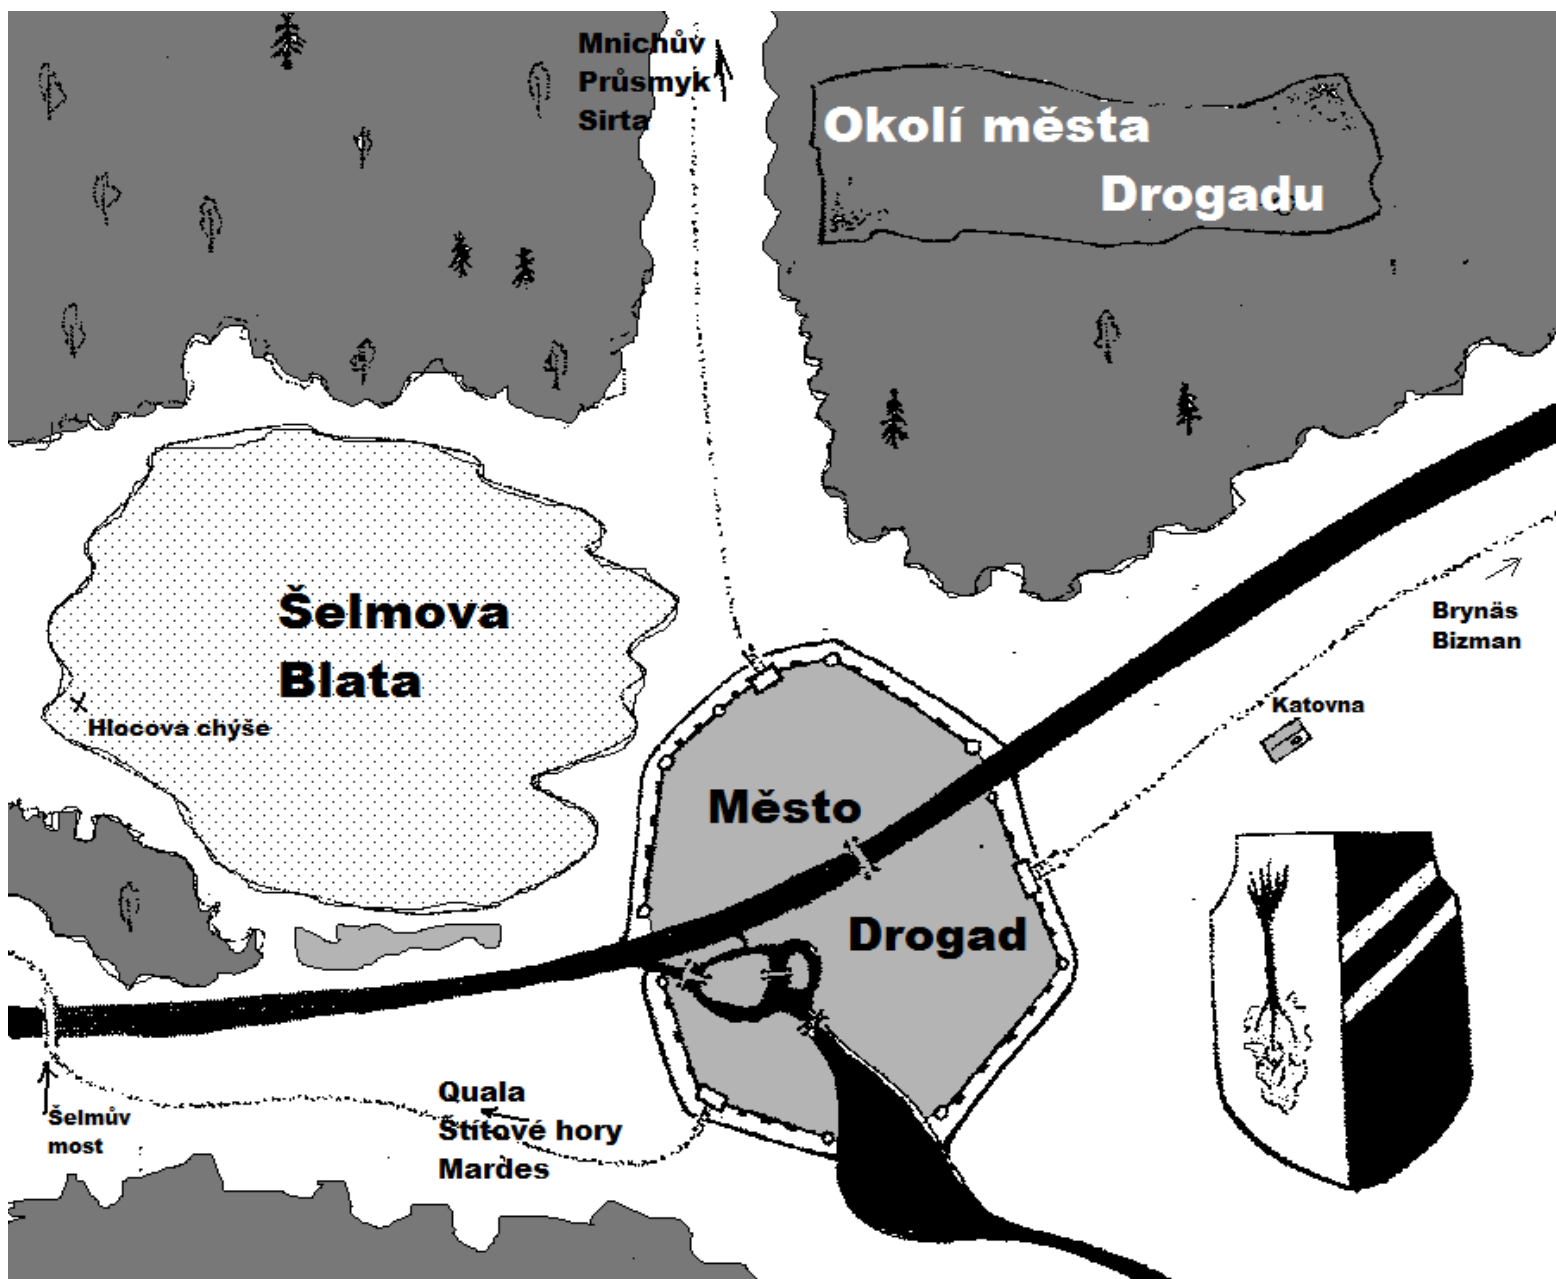 Mnichův
Průsmyk
Sirta
Okolí města
Drogadu
Šelmova
Blata
Hlocova chýše
Brynäs
Bizman
Katovna
Město
Drogad
Quala
Štítové hory
Mardes
Šelmův
most